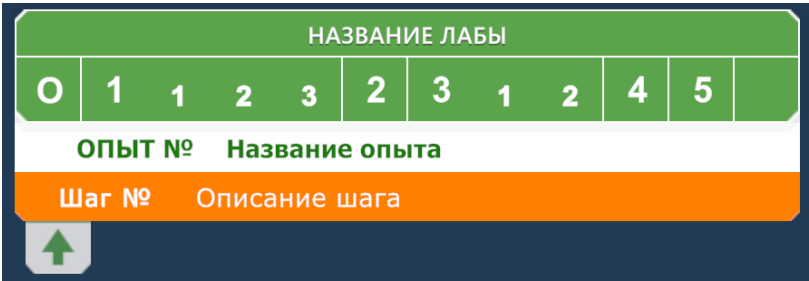 НАЗВАНИЕ ЛАБЫ
О 1 1 2 3 2 3 1 2 4 5
ОПЫТ № Название опыта
Шаг № Описание шага